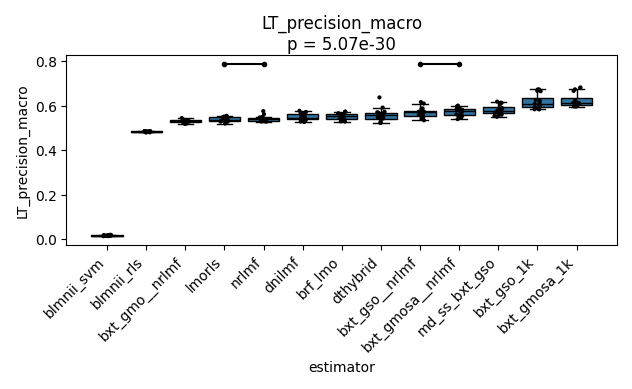 LT_precision_macro
p = 5.07e-30
LT_precision_macro
0.8
0.6
0.4
0.2
0.0
blmnii_svm
blmnii_rls
bxt_gmo__nrlmf
lmorls
nrlmf
dnilmf
brf_lmo
dthybrid
bxt_gso__nrlmf
bxt_gmosa__nrlmf
md_ss_bxt_gso
bxt_gso_1k
bxt_gmosa_1k
estimator